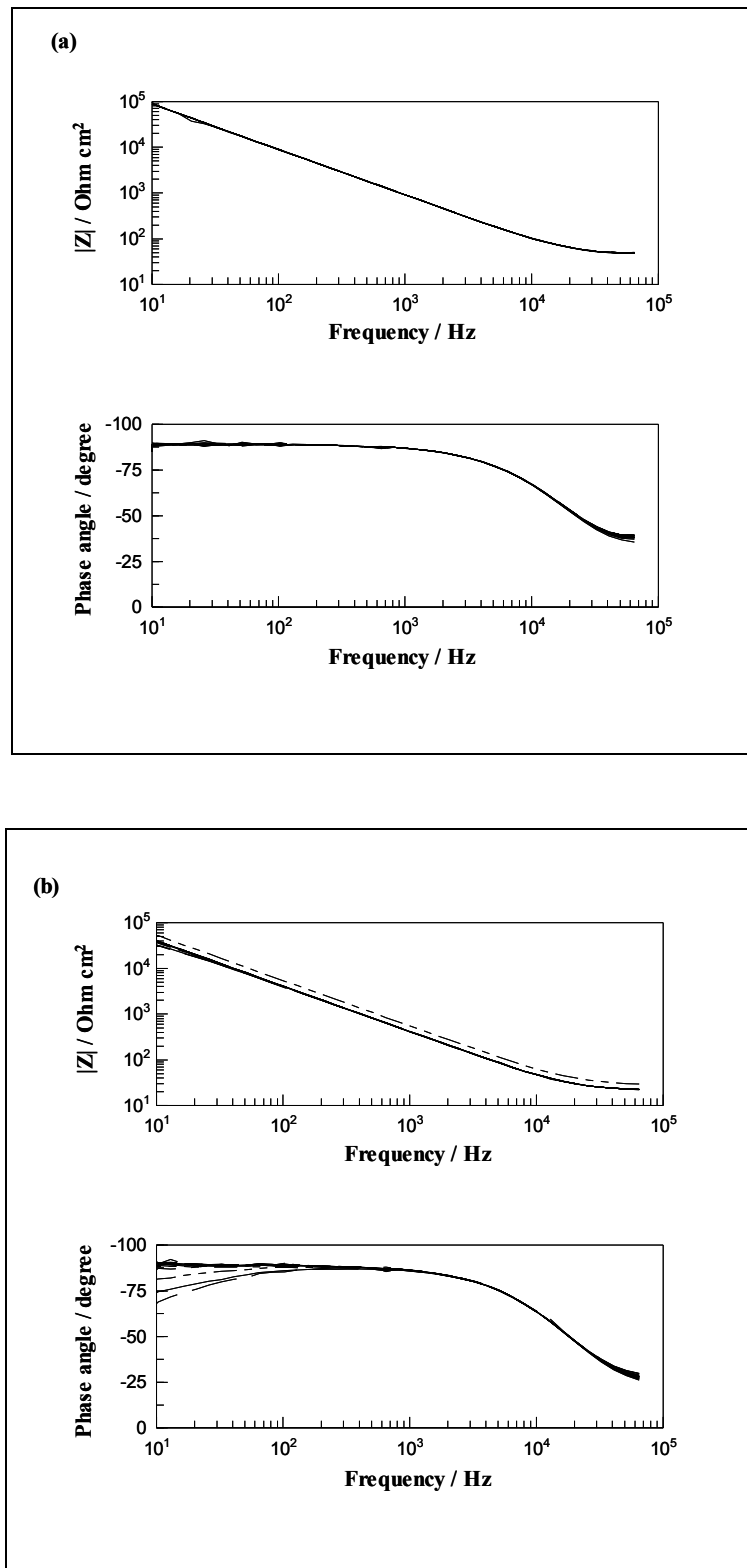 (a)
|Z| / Ohm cm²
10⁵
10⁴
10³
10²
10¹
10¹ 10² 10³ 10⁴ 10⁵
Frequency / Hz
Phase angle / degree
-100
-75
-50
-25
0
10¹ 10² 10³ 10⁴ 10⁵
Frequency / Hz
(b)
|Z| / Ohm cm²
10⁵
10⁴
10³
10²
10¹
10¹ 10² 10³ 10⁴ 10⁵
Frequency / Hz
Phase angle / degree
-100
-75
-50
-25
0
10¹ 10² 10³ 10⁴ 10⁵
Frequency / Hz